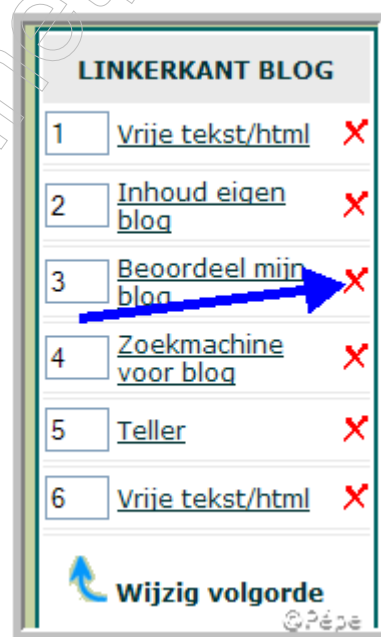 LINKERKANT BLOG
1 Vrije tekst/html
2 Inhoud eigen
blog
3 Beoordeel mijn
blog
4 Zoekmachine
voor blog
5 Teller
6 Vrije tekst/html
Wijzig volgorde
©Pépe